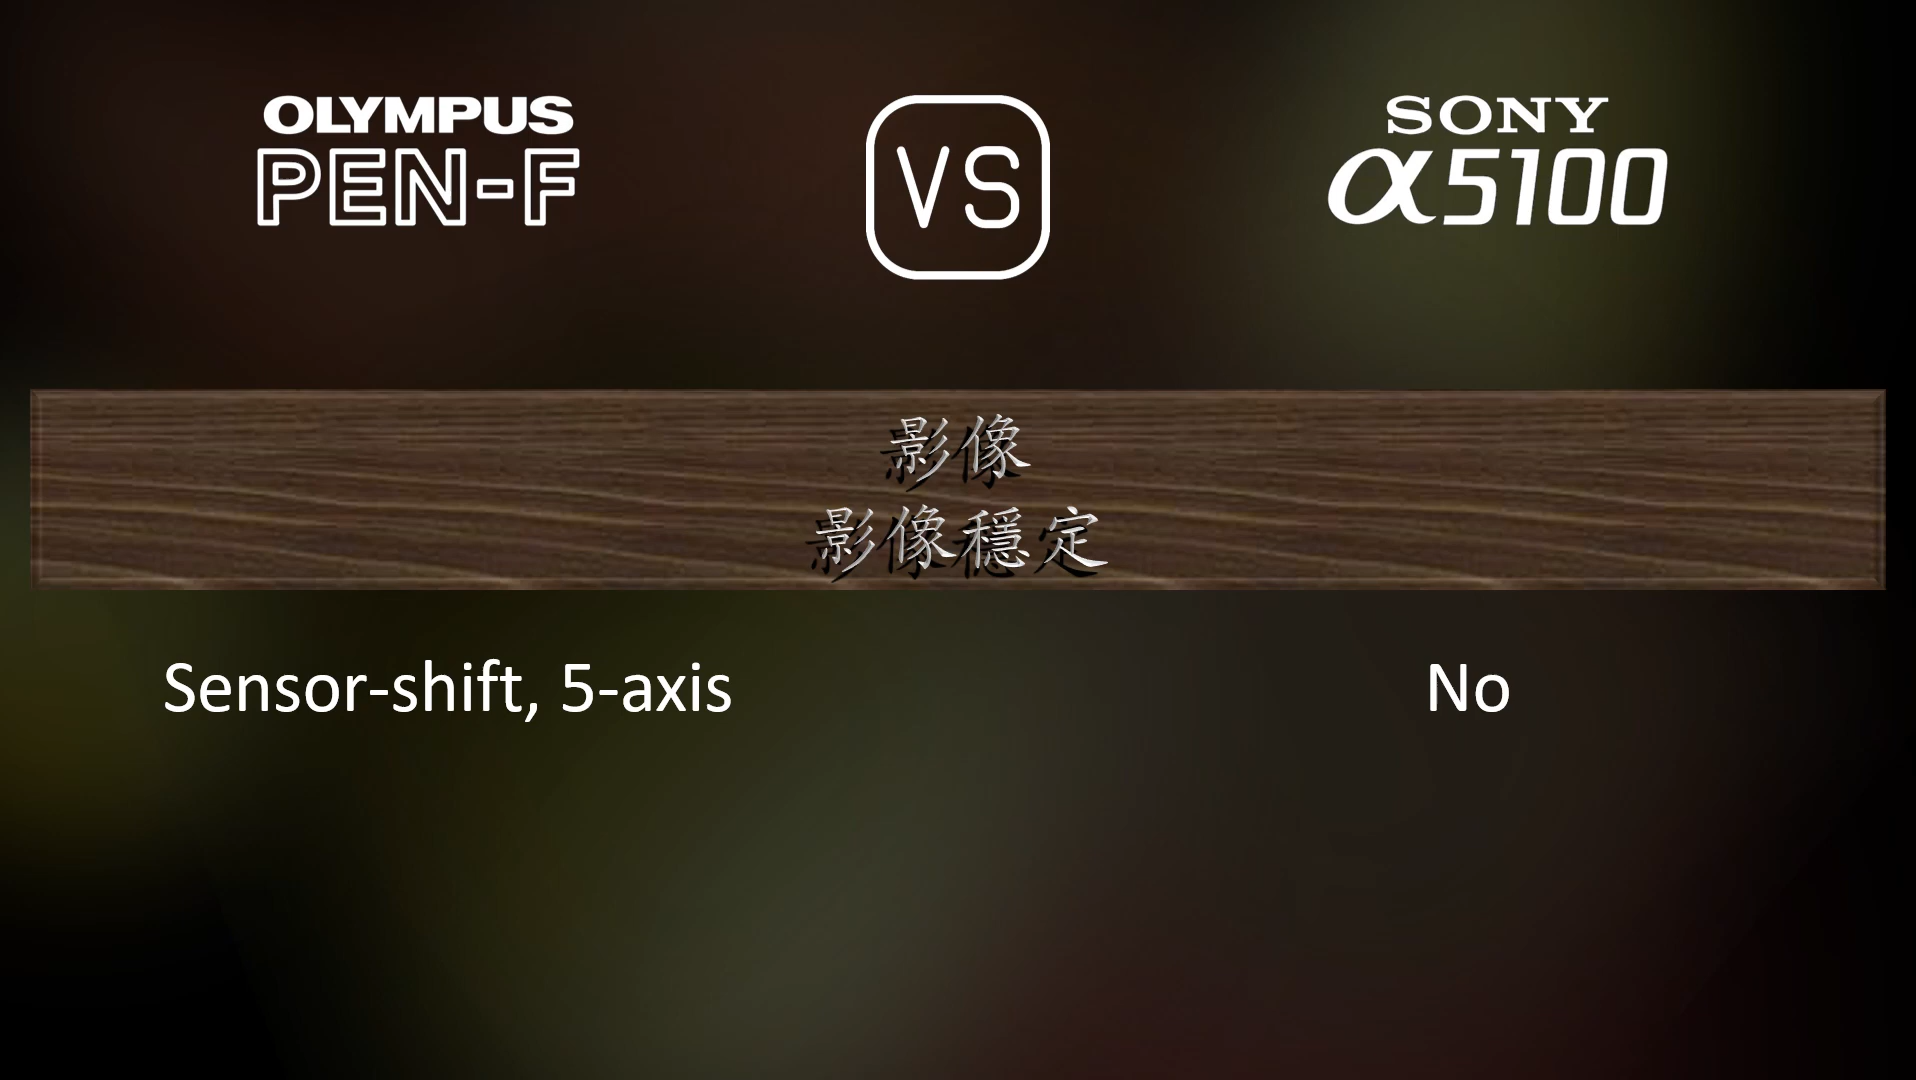 OLYMPUS
PEN-F
VS
SONY
α5100
影像
影像穩定
Sensor-shift, 5-axis
No